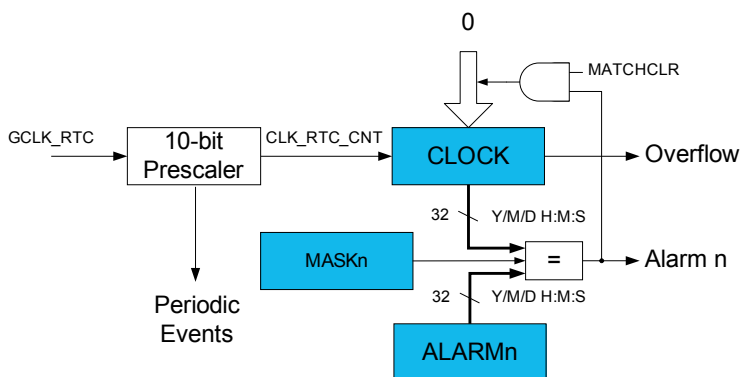 0
MATCHCLR
GCLK_RTC
10-bit
Prescaler
CLK_RTC_CNT
CLOCK
Overflow
32
Y/M/D H:M:S
MASKn
=
Alarm n
Periodic
Events
32
Y/M/D H:M:S
ALARMn